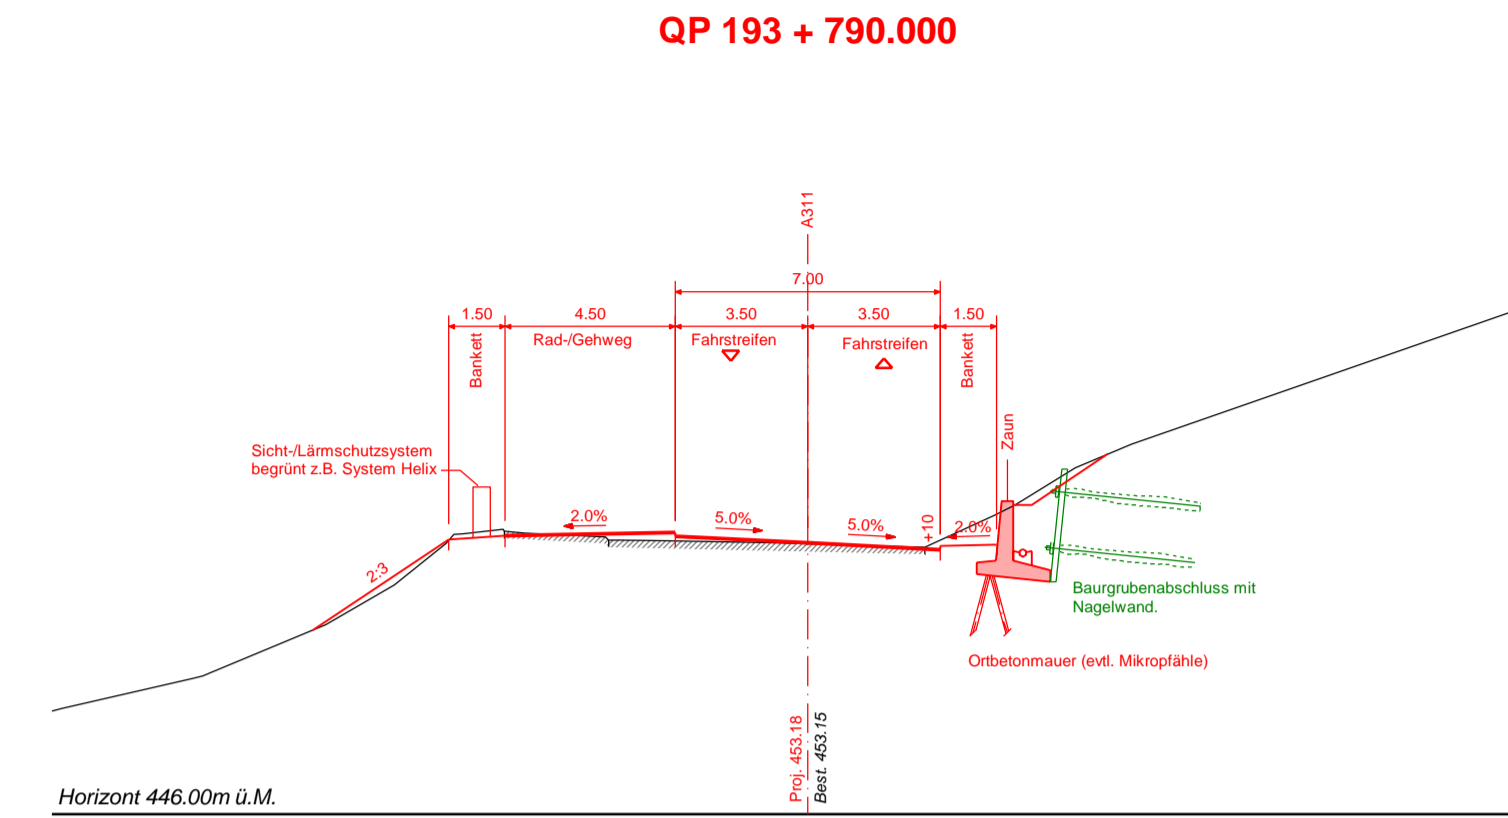 QP 193 + 790.000
A311
7.00
1.50
4.50
3.50
3.50
1.50
Bankett
Rad-/Gehweg
Fahrstreifen
Fahrstreifen
Bankett
Zaun
Sicht-/Lärmschutzsystem
begrünt z.B. System Helix
2.0%
5.0%
5.0%
+10
2.0%
2:3
Baurgrubenabschluss mit
Nagelwand.
Ortbetonmauer (evtl. Mikropfähle)
Proj. 453.18
Best. 453.15
Horizont 446.00m ü.M.